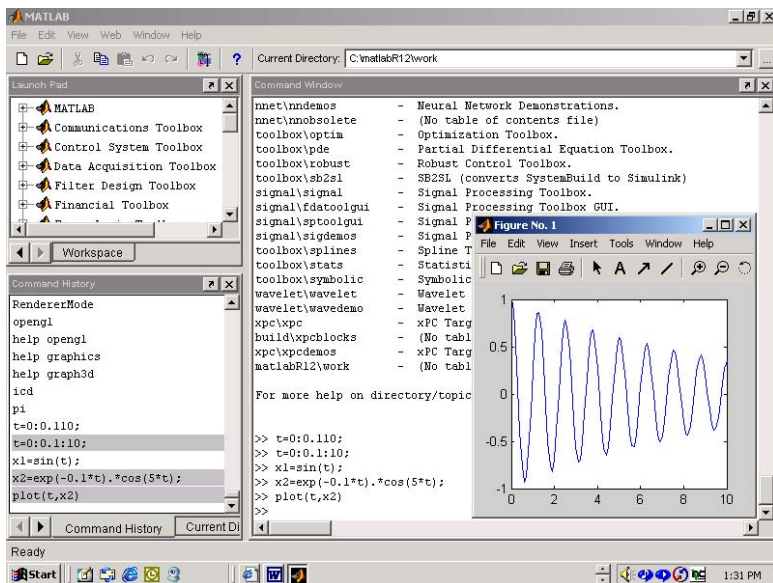 MATLAB
File Edit View Web Window Help
? Current Directory: C:\matlabR12\work ...
Launch Pad
MATLAB
Communications Toolbox
Control System Toolbox
Data Acquisition Toolbox
Filter Design Toolbox
Financial Toolbox
Workspace
Command History
RendererMode
opengl
help opengl
help graphics
help graph3d
icd
pi
t=0:0.110;
t=0:0.1:10;
x1=sin(t);
x2=exp(-0.1*t).*cos(5*t);
plot(t,x2)
Command History Current Di
Command Window
nnet\nndemos - Neural Network Demonstrations.
nnet\nnobsolete - (No table of contents file)
toolbox\optim - Optimization Toolbox.
toolbox\pde - Partial Differential Equation Toolbox.
toolbox\robust - Robust Control Toolbox.
toolbox\sb2sl - SB2SL (converts SystemBuild to Simulink)
signal\signal - Signal Processing Toolbox.
signal\fdatoolgui - Signal Processing Toolbox GUI.
signal\sptoolgui - Signal P
signal\sigdemos - Signal P
toolbox\splines - Spline T
toolbox\stats - Statisti
toolbox\symbolic - Symbolic
wavelet\wavelet - Wavelet
wavelet\wavedemo - Wavelet
xpc\xpc - xPC Targ
build\xpcblocks - (No tabl
xpc\xpcdemos - xPC Targ
matlabR12\work - (No tabl
For more help on directory/topic
>> t=0:0.110;
>> t=0:0.1:10;
>> x1=sin(t);
>> x2=exp(-0.1*t).*cos(5*t);
>> plot(t,x2)
>>
Figure No. 1
File Edit View Insert Tools Window Help
A
1
0.5
0
-0.5
-1
0 2 4 6 8 10
Ready
Start 1:31 PM